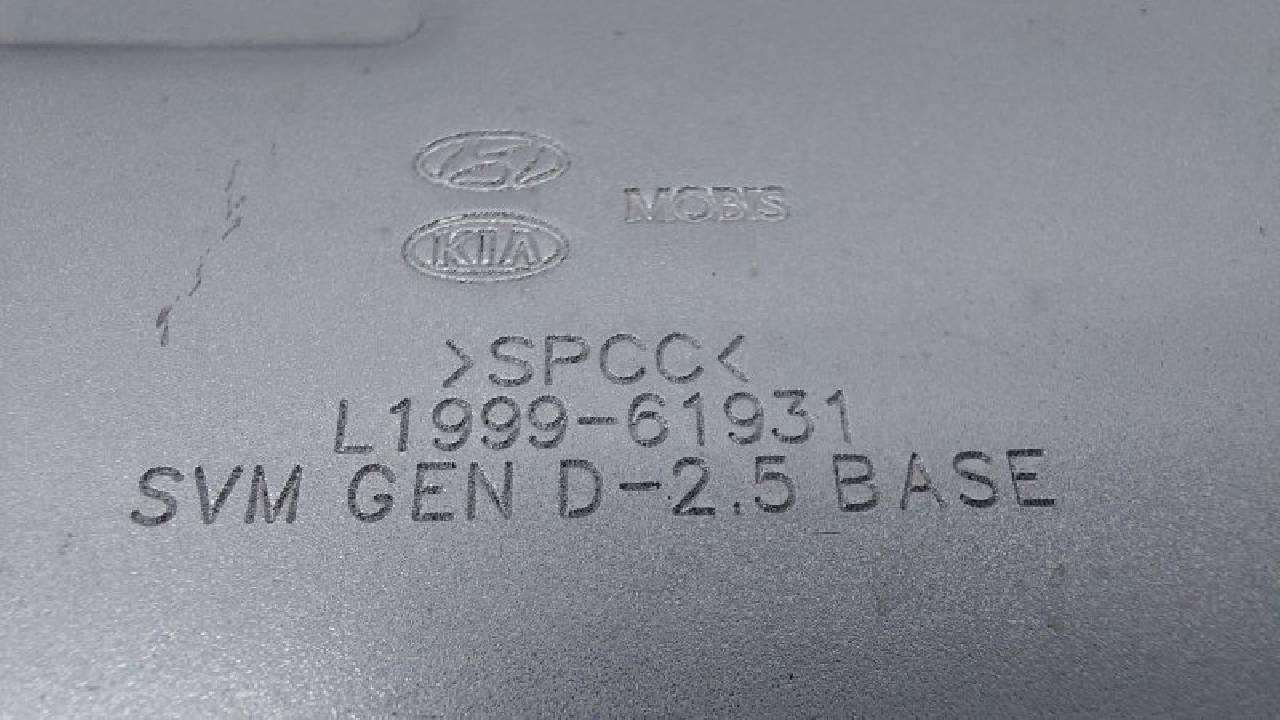 KIA
MOBIS
>SPCC<
L1999-61931
SVM GEN D-2.5 BASE